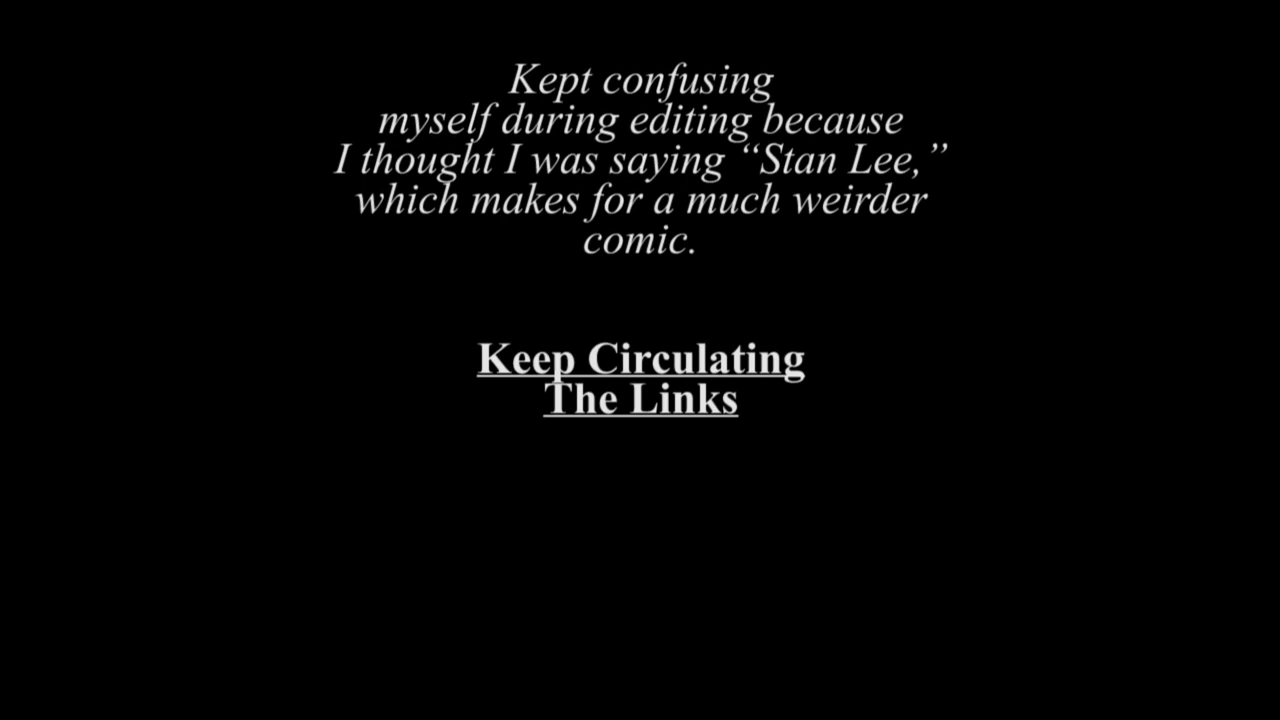 Kept confusing
myself during editing because
I thought I was saying “Stan Lee,”
which makes for a much weirder
comic.
Keep Circulating
The Links